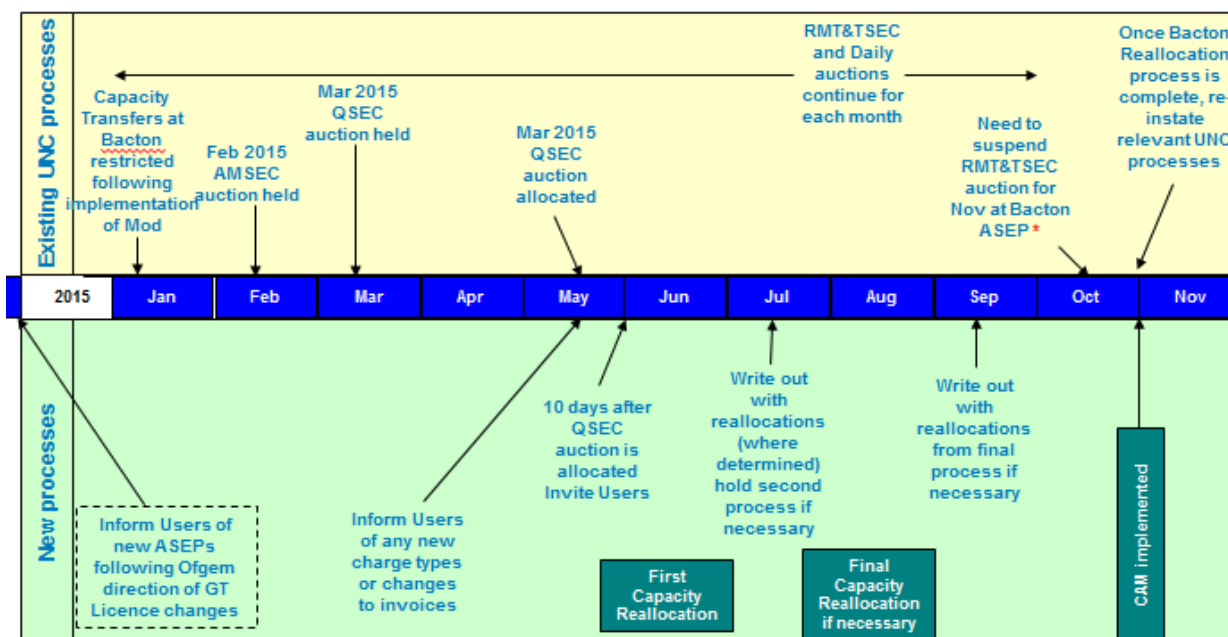 Existing UNC processes
Capacity
Transfers at
Bacton
restricted
following
implementation
of Mod
Feb 2015
AMSEC
auction held
Mar 2015
QSEC
auction held
Mar 2015
QSEC
auction
allocated
RMT&TSEC
and Daily
auctions
continue for
each month
Need to
suspend
RMT&TSEC
auction for
Nov at Bacton
ASEP *
Once Bacton
Reallocation
process is
complete, re-
instate
relevant UNC
processes
2015
Jan
Feb
Mar
Apr
May
Jun
Jul
Aug
Sep
Oct
Nov
New processes
Inform Users of
new ASEPs
following Ofgem
direction of GT
Licence changes
Inform Users
of any new
charge types
or changes
to invoices
10 days after
QSEC
auction is
allocated
Invite Users
First
Capacity
Reallocation
Write out
with
reallocations
(where
determined)
hold second
process if
necessary
Final
Capacity
Reallocation
if necessary
Write out
with
reallocations
from final
process if
necessary
CAM implemented